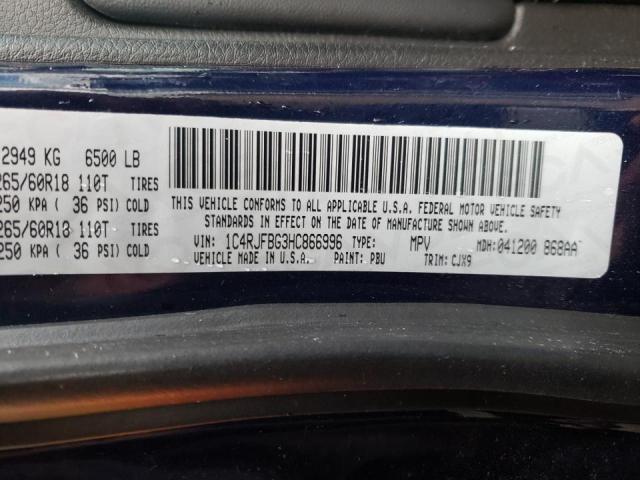 2949 KG 6500 LB
265/60R18 110T TIRES
250 KPA ( 36 PSI) COLD
265/60R18 110T TIRES
250 KPA ( 36 PSI) COLD
THIS VEHICLE CONFORMS TO ALL APPLICABLE U.S.A. FEDERAL MOTOR VEHICLE SAFETY
STANDARDS IN EFFECT ON THE DATE OF MANUFACTURE SHOWN ABOVE.
VIN: 1C4RJFBG3HC866996 TYPE: MPV MDH:041200 868AA
VEHICLE MADE IN U.S.A. PAINT: PBU TRIM: CJX9